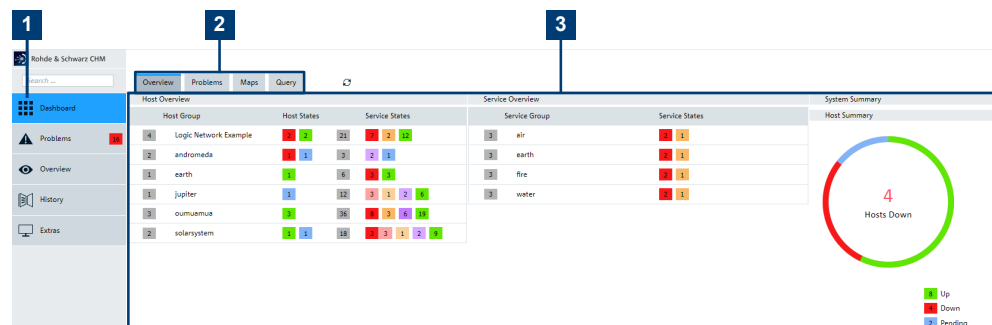 1 2 3
Rohde & Schwarz CHM
Search ...
Overview Problems Maps Query
Dashboard
Problems 16
Overview
History
Extras
Host Overview
Host Group Host States Service States
4 Logic Network Example 2 2 21 7 2 12
2 andromeda 1 1 3 2 1
1 earth 1 6 3 3
1 jupiter 1 12 3 1 2 6
3 oumuamua 3 36 8 3 6 19
2 solarsystem 1 1 18 3 3 1 2 9
Service Overview
Service Group Service States
3 air 2 1
3 earth 2 1
3 fire 2 1
3 water 2 1
System Summary
Host Summary
4
Hosts Down
8 Up
4 Down
2 Pending